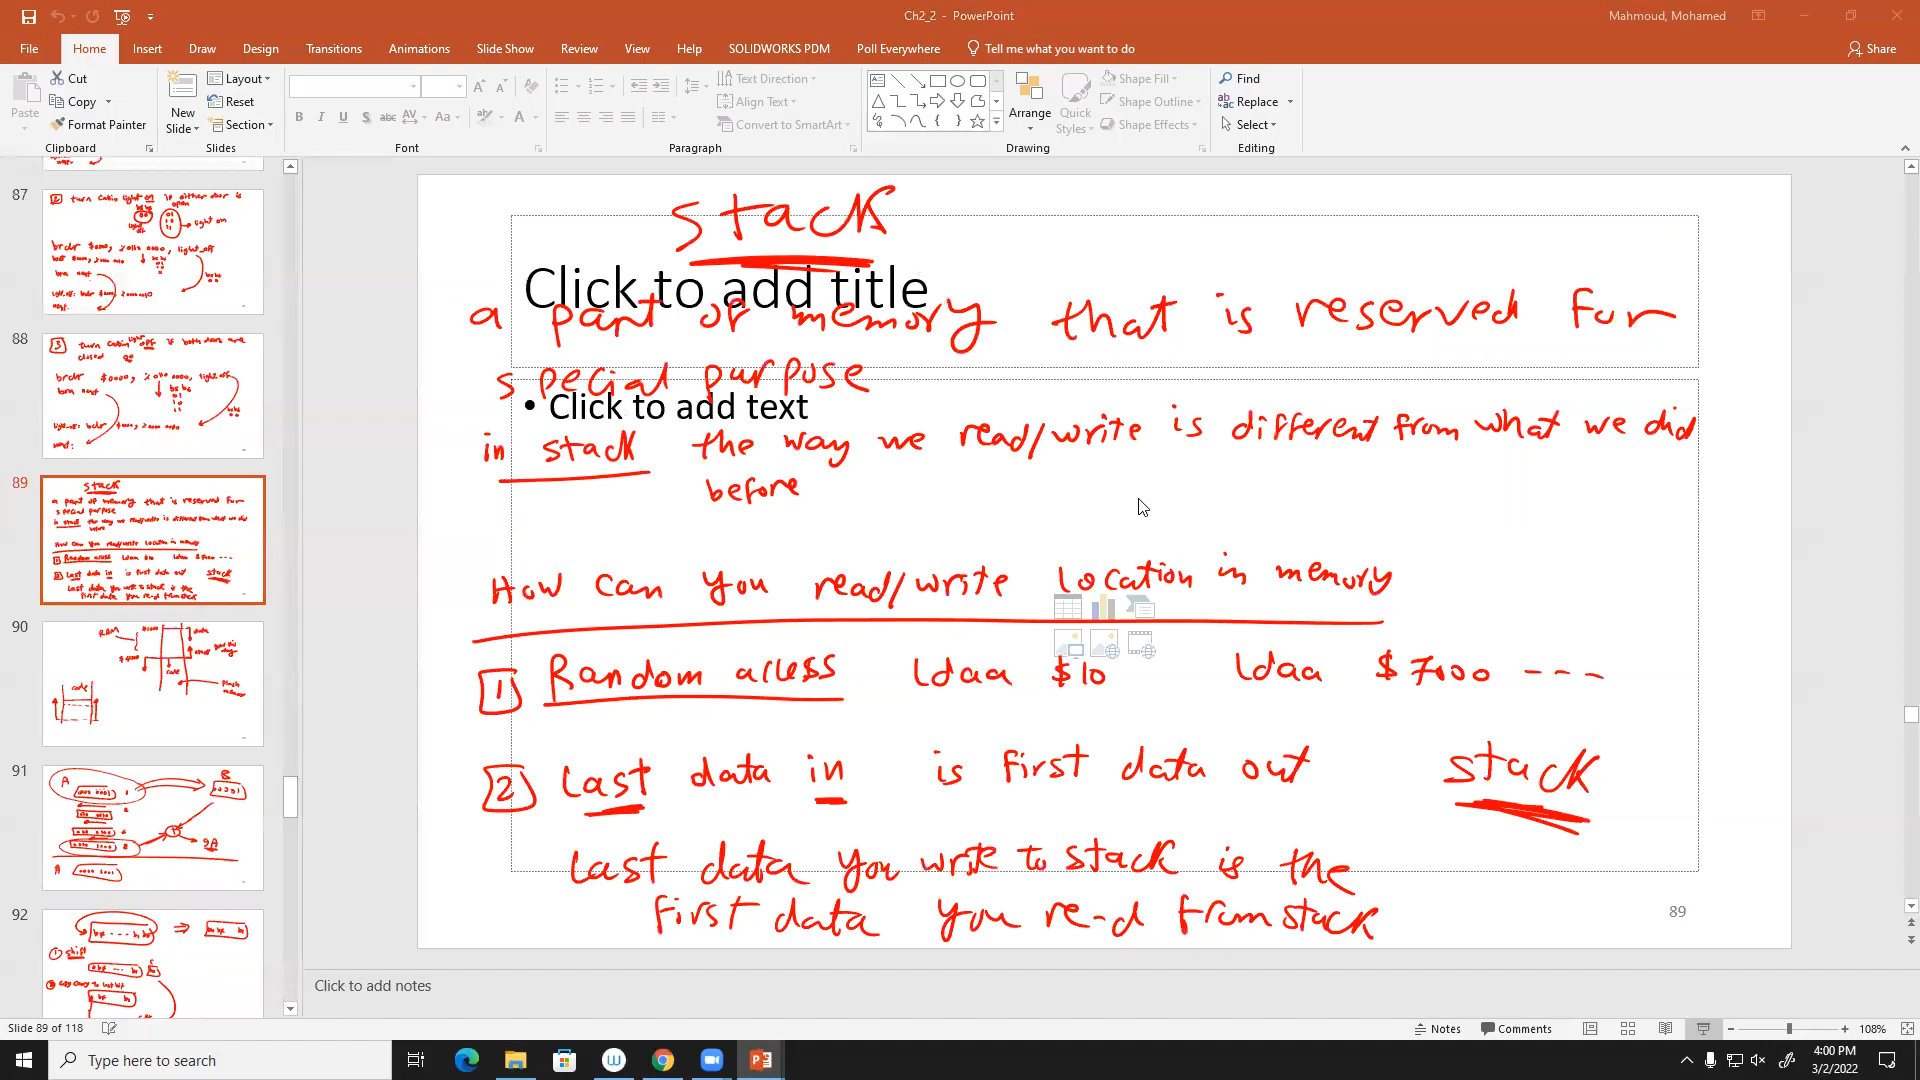 Ch2_2 - PowerPoint
Mahmoud, Mohamed
File Home Insert Draw Design Transitions Animations Slide Show Review View Help SOLIDWORKS PDM Poll Everywhere Tell me what you want to do Share
Paste Cut Copy Format Painter Clipboard
New Slide Layout Reset Section Slides
Font
Text Direction Align Text Convert to SmartArt Paragraph
Arrange Quick Styles Shape Fill Shape Outline Shape Effects Drawing
Find Replace Select Editing
87
88
89
90
91
92
stack
Click to add title
a part of memory that is reserved for
special purpose
• Click to add text
in stack the way we read/write is different from what we did
before
How can you read/write location in memory
1 Random access ldaa $10 ldaa $7000 ---
2 Last data in is first data out stack
Last data you write to stack is the
first data you re-d from stack
89
Click to add notes
Slide 89 of 118
Notes Comments 108%
Type here to search
4:00 PM
3/2/2022